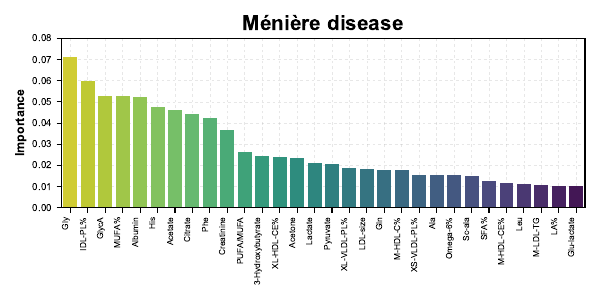 Ménière disease
Importance
0.08
0.07
0.06
0.05
0.04
0.03
0.02
0.01
0.00
Gly
IDL-PL%
GlycA
MUFA%
Albumin
His
Acetate
Citrate
Phe
Creatinine
PUFA/MUFA
3-Hydroxybutyrate
XL-HDL-CE%
Acetone
Lactate
Pyruvate
XL-VLDL-PL%
LDL-size
Gln
M-HDL-C%
XS-VLDL-PL%
Ala
Omega-6%
SFA%
M-HDL-CE%
Leu
M-LDL-TG
LA%
Glu-lactate